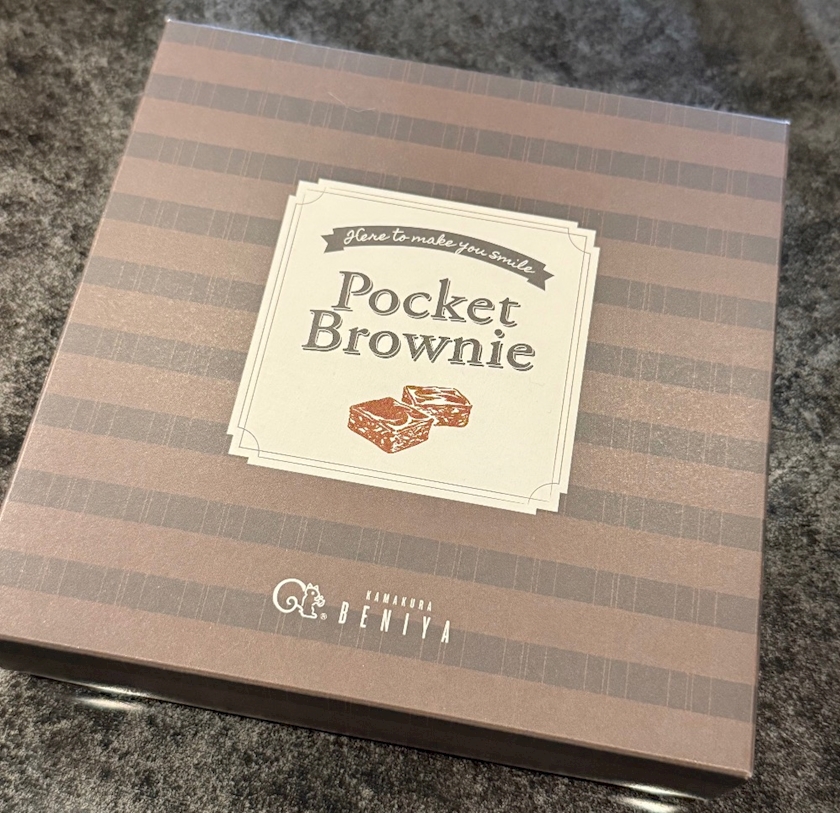 Here to make you smile
Pocket
Brownie
KAMAKURA
BENIYA
®